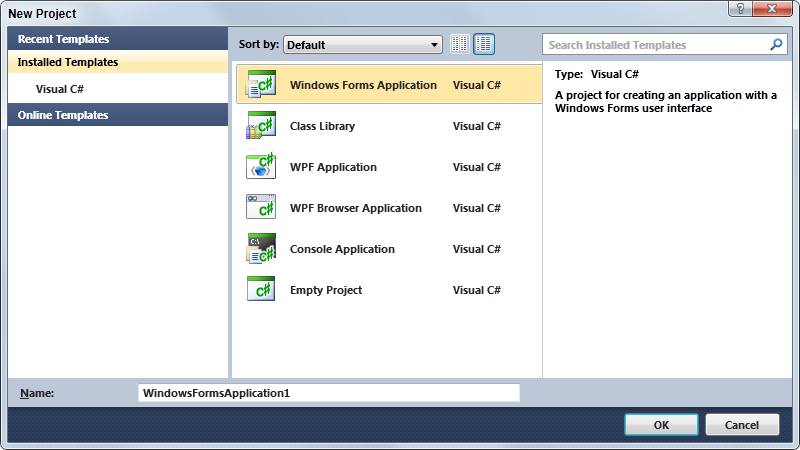 New Project
Recent Templates
Installed Templates
Visual C#
Online Templates
Sort by: Default
Search Installed Templates
Windows Forms Application Visual C#
Class Library Visual C#
WPF Application Visual C#
WPF Browser Application Visual C#
Console Application Visual C#
Empty Project Visual C#
Type: Visual C#
A project for creating an application with a
Windows Forms user interface
Name: WindowsFormsApplication1
OK Cancel